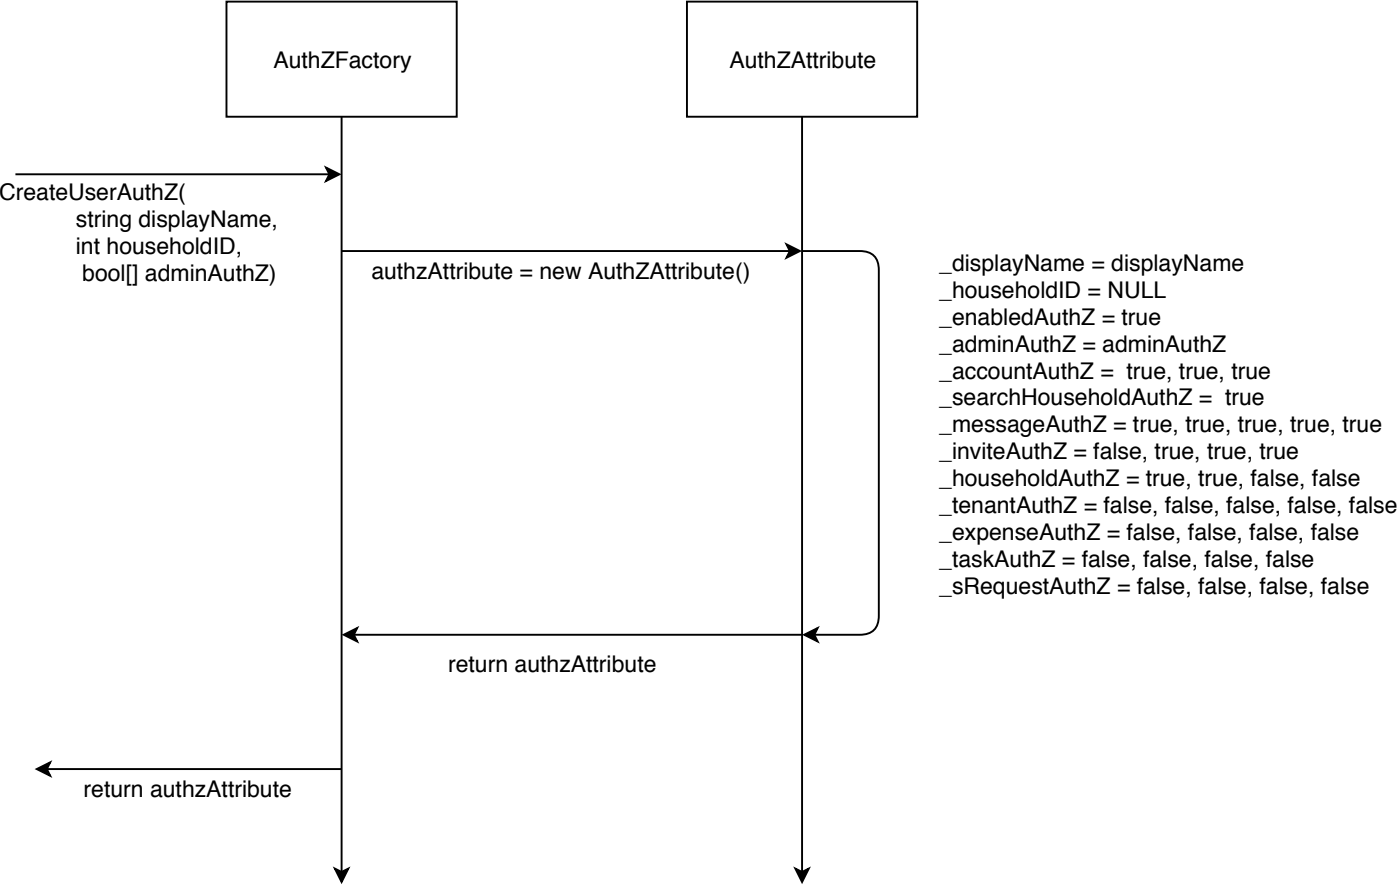 AuthZFactory
AuthZAttribute
CreateUserAuthZ(
string displayName,
int householdID,
bool[] adminAuthZ)
authzAttribute = new AuthZAttribute()
_displayName = displayName
_householdID = NULL
_enabledAuthZ = true
_adminAuthZ = adminAuthZ
_accountAuthZ =  true, true, true
_searchHouseholdAuthZ =  true
_messageAuthZ = true, true, true, true, true
_inviteAuthZ = false, true, true, true
_householdAuthZ = true, true, false, false
_tenantAuthZ = false, false, false, false, false
_expenseAuthZ = false, false, false, false
_taskAuthZ = false, false, false, false
_sRequestAuthZ = false, false, false, false
return authzAttribute
return authzAttribute